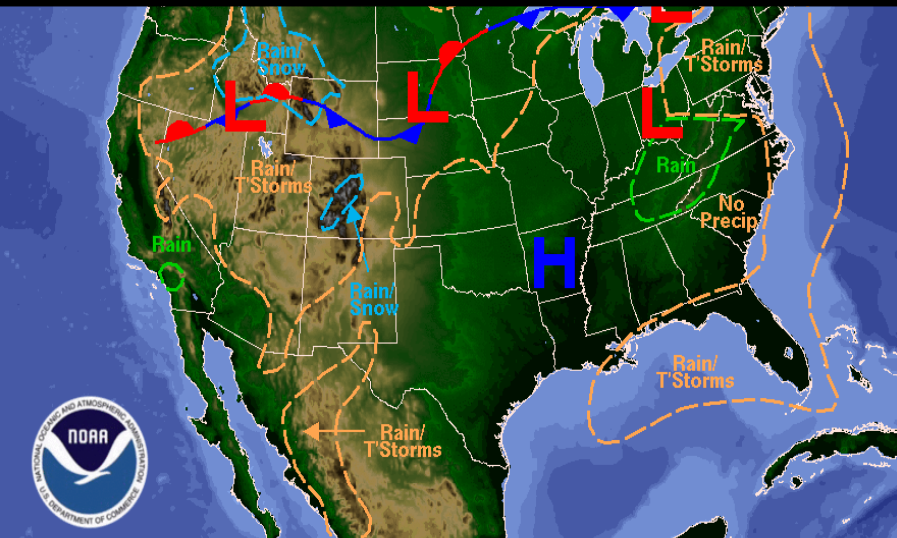 Rain/
Snow
L
L
L
L
Rain/
T'Storms
Rain/
T'Storms
Rain
No
Precip
Rain
H
Rain/
Snow
Rain/
T'Storms
Rain/
T'Storms
NATIONAL OCEANIC AND ATMOSPHERIC ADMINISTRATION
NOAA
U.S. DEPARTMENT OF COMMERCE